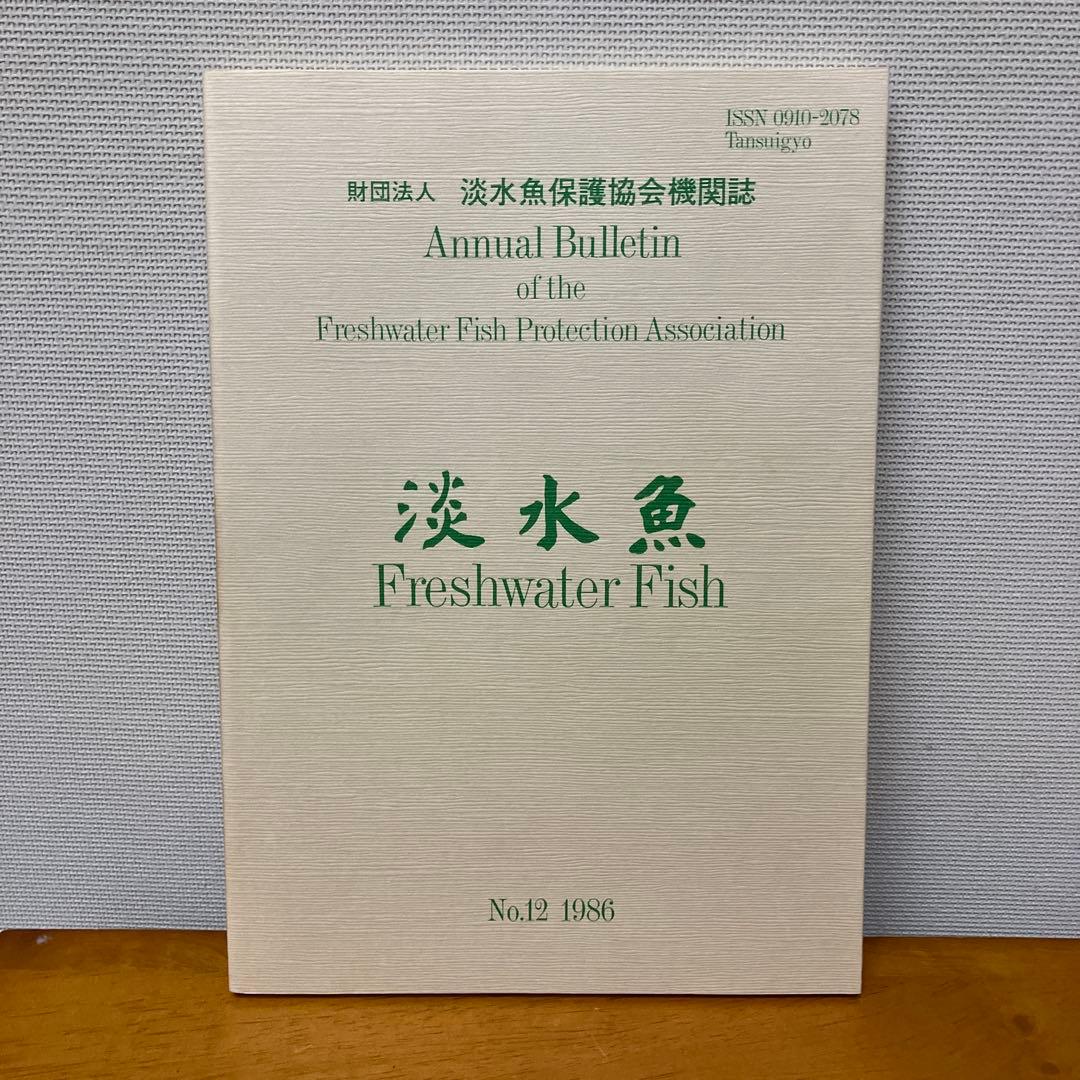 ISSN 0910-2078
Tansuigyo
財団法人 淡水魚保護協会機関誌
Annual Bulletin
of the
Freshwater Fish Protection Association
淡水魚
Freshwater Fish
No.12 1986